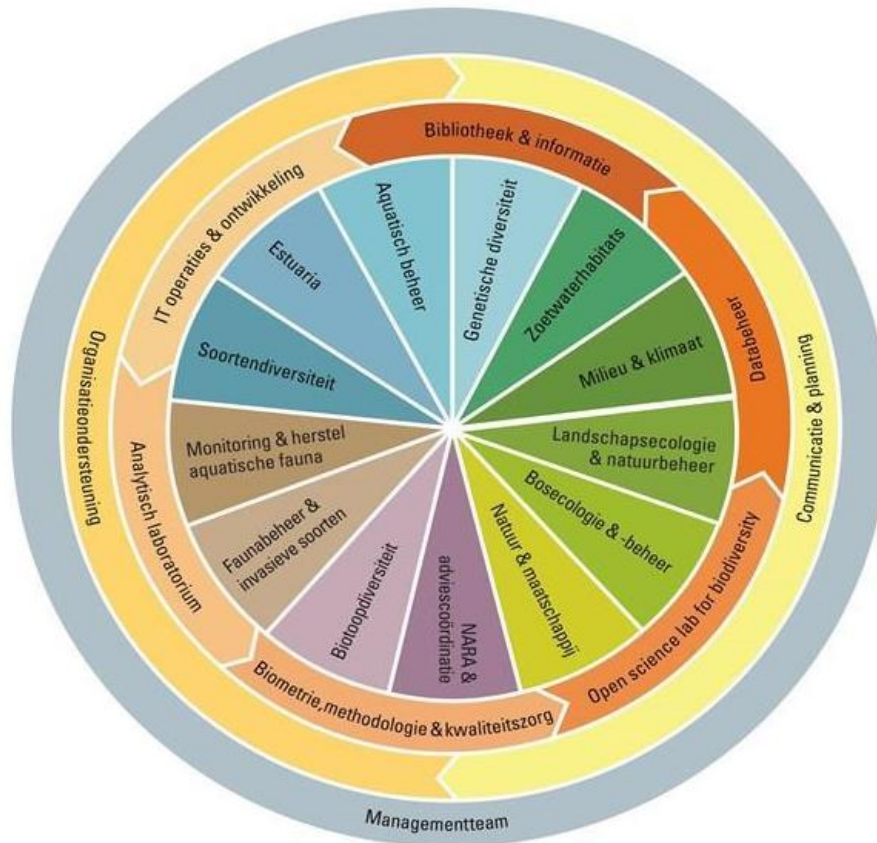 Managementteam
Organisatieondersteuning
Communicatie & planning
Bibliotheek & informatie
Databeheer
Open science lab for biodiversity
Biometrie, methodologie & kwaliteitszorg
Analytisch laboratorium
IT operaties & ontwikkeling
Genetische diversiteit
Zoetwaterhabitats
Milieu & klimaat
Landschapsecologie
& natuurbeheer
Bosecologie & -beheer
Natuur & maatschappij
NARA &
adviescoördinatie
Biotoopdiversiteit
Faunabeheer &
invasieve soorten
Monitoring & herstel
aquatische fauna
Soortendiversiteit
Estuaria
Aquatisch beheer